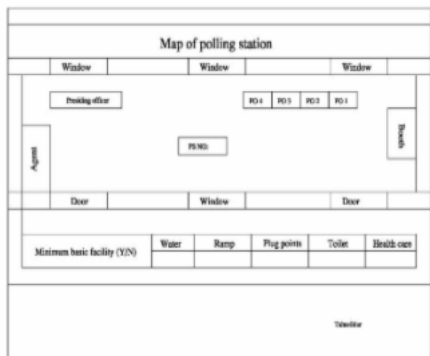 Map of polling station
Window Window Window
Presiding officer PO 4 PO 3 PO 2 PO 1
Booth
Agent
PS NO:
Door Window Door
Minimum basic facility (Y/N) Water Ramp Plug points Toilet Health care
Tahsildar